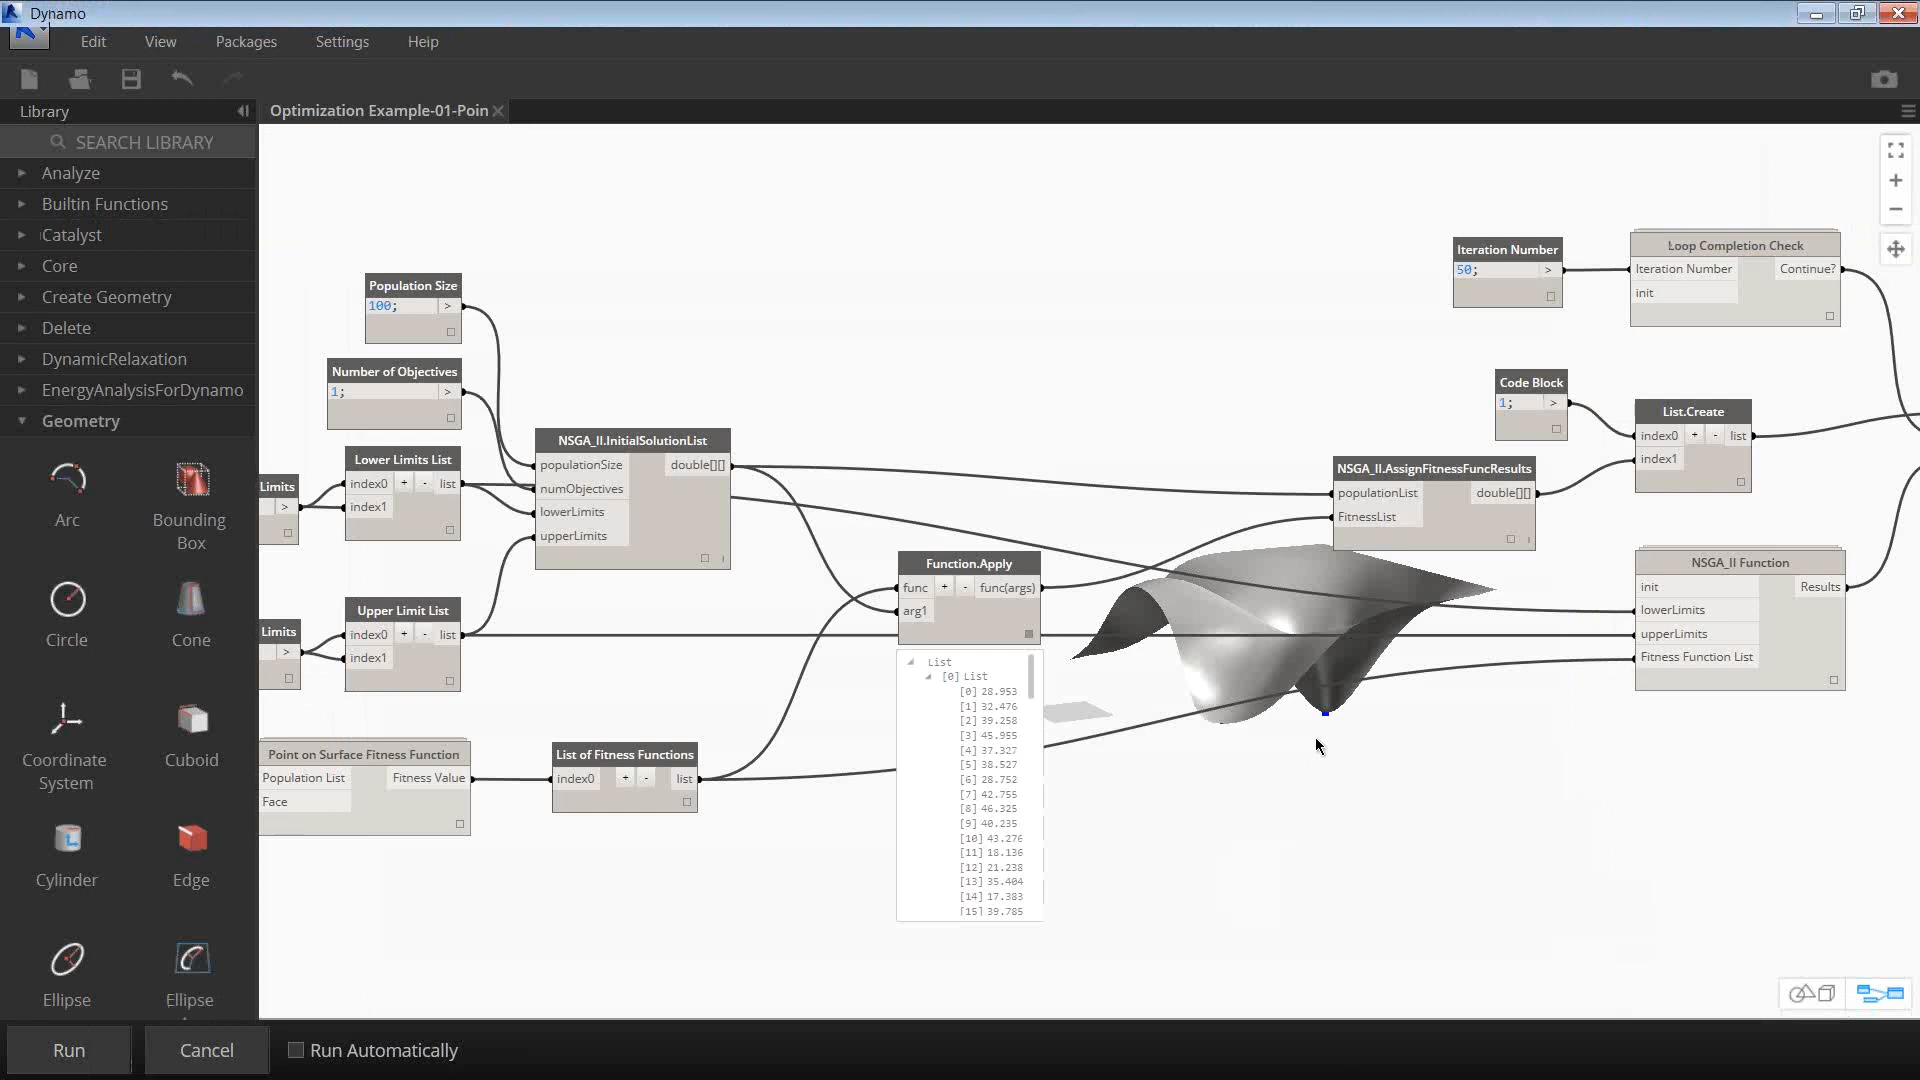 Dynamo
Edit
View
Packages
Settings
Help
Library
Optimization Example-01-Poin
SEARCH LIBRARY
Analyze
Builtin Functions
Catalyst
Core
Create Geometry
Delete
DynamicRelaxation
EnergyAnalysisForDynamo
Geometry
Arc
Bounding
Box
Circle
Cone
Coordinate
System
Cuboid
Cylinder
Edge
Ellipse
Ellipse
Run
Cancel
Run Automatically
Population Size
100; >
Number of Objectives
1; >
Limits
>
Lower Limits List
index0 + - list
index1
Limits
>
Upper Limit List
index0 + - list
index1
Point on Surface Fitness Function
Population List Fitness Value
Face
List of Fitness Functions
index0 + - list
NSGA_II.InitialSolutionList
populationSize double[][]
numObjectives
lowerLimits
upperLimits
Function.Apply
func + - func(args)
arg1
List
[0] List
[0] 28.953
[1] 32.476
[2] 39.258
[3] 45.955
[4] 37.327
[5] 38.527
[6] 28.752
[7] 42.755
[8] 46.325
[9] 40.235
[10] 43.276
[11] 18.136
[12] 21.238
[13] 35.404
[14] 17.383
[15] 39.785
Iteration Number
50; >
Loop Completion Check
Iteration Number Continue?
init
Code Block
1; >
List.Create
index0 + - list
index1
NSGA_II.AssignFitnessFuncResults
populationList double[][]
FitnessList
NSGA_II Function
init Results
lowerLimits
upperLimits
Fitness Function List